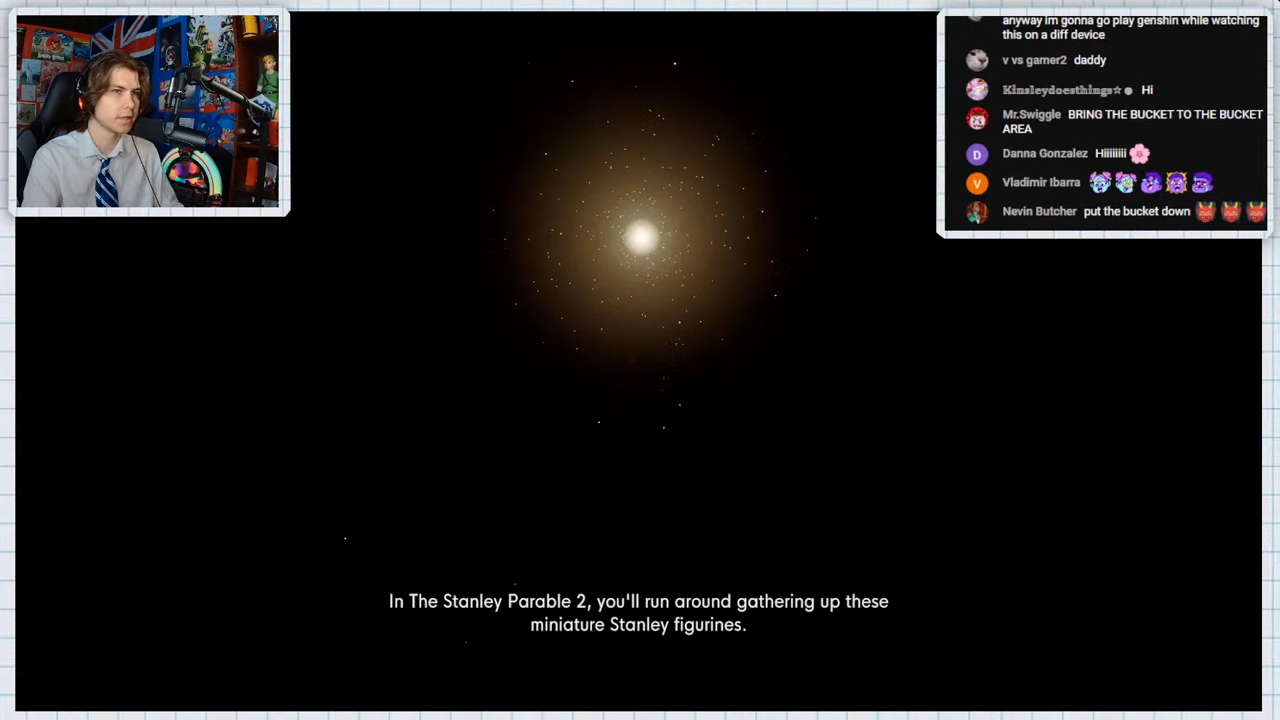 anyway im gonna go play genshin while watching
this on a diff device
v vs gamer2 daddy
𝕂𝕚𝕟𝕤𝕝𝕖𝕪𝕕𝕠𝕖𝕤𝕥𝕙𝕚𝕟𝕘𝕤☆ Hi
Mr.Swiggle BRING THE BUCKET TO THE BUCKET
AREA
D Danna Gonzalez Hiiiiiiii
V Vladimir Ibarra
Nevin Butcher put the bucket down
In The Stanley Parable 2, you'll run around gathering up these
miniature Stanley figurines.